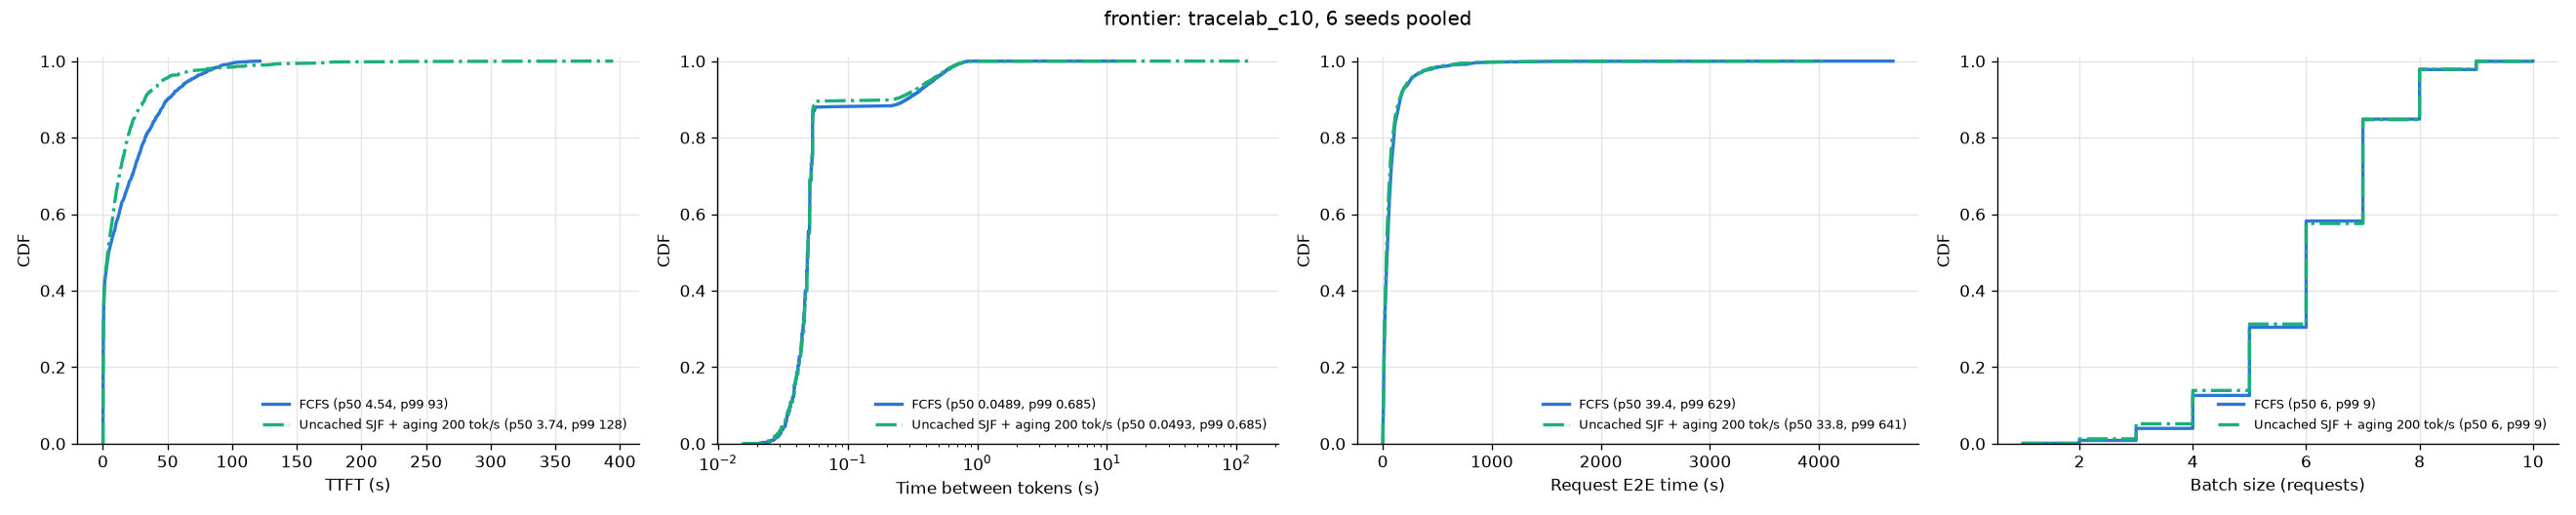 frontier: tracelab_c10, 6 seeds pooled
CDF
1.0
0.8
0.6
0.4
0.2
0.0
0 50 100 150 200 250 300 350 400
TTFT (s)
FCFS (p50 4.54, p99 93)
Uncached SJF + aging 200 tok/s (p50 3.74, p99 128)
CDF
1.0
0.8
0.6
0.4
0.2
0.0
10⁻² 10⁻¹ 10⁰ 10¹ 10²
Time between tokens (s)
FCFS (p50 0.0489, p99 0.685)
Uncached SJF + aging 200 tok/s (p50 0.0493, p99 0.685)
CDF
1.0
0.8
0.6
0.4
0.2
0.0
0 1000 2000 3000 4000
Request E2E time (s)
FCFS (p50 39.4, p99 629)
Uncached SJF + aging 200 tok/s (p50 33.8, p99 641)
CDF
1.0
0.8
0.6
0.4
0.2
0.0
2 4 6 8 10
Batch size (requests)
FCFS (p50 6, p99 9)
Uncached SJF + aging 200 tok/s (p50 6, p99 9)